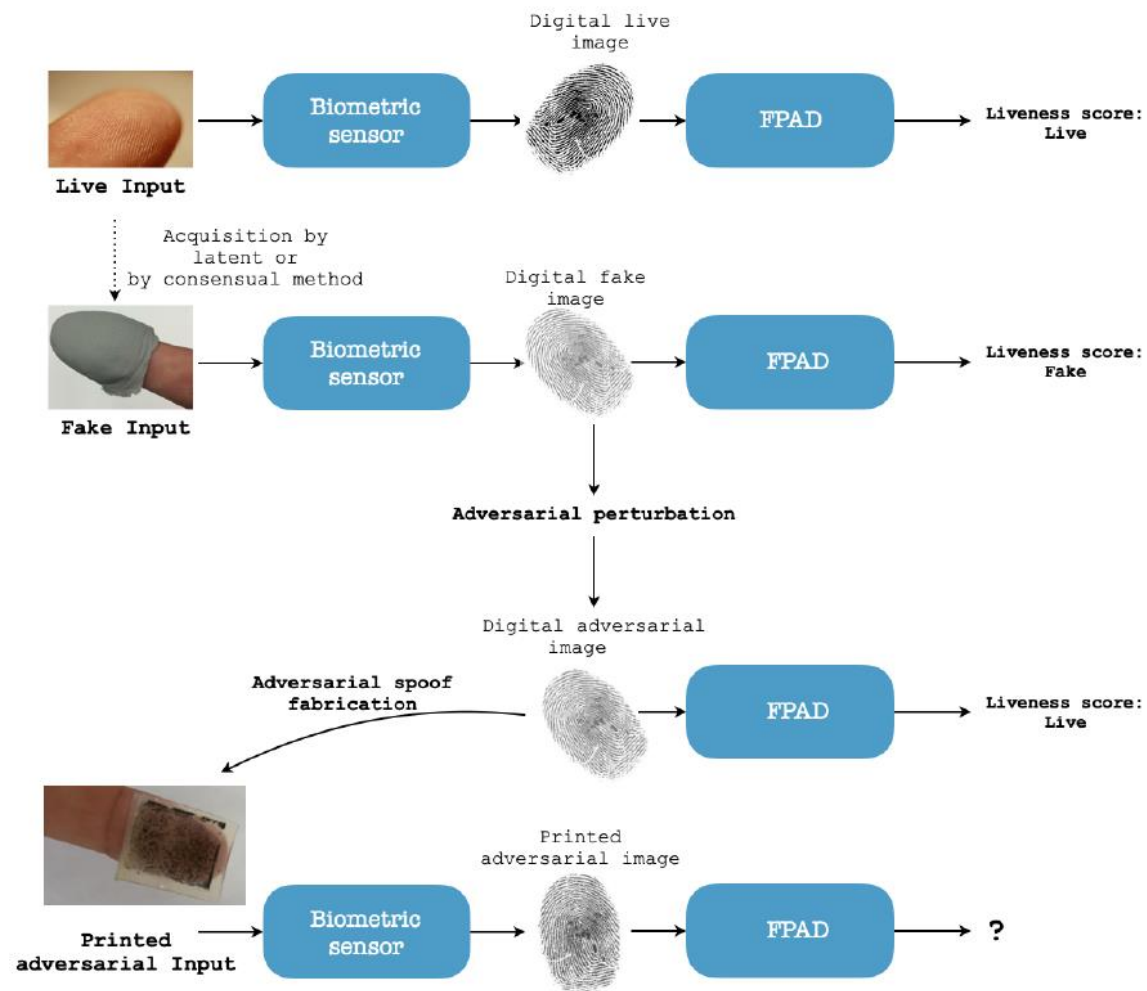 Digital live
image
Biometric
sensor
FPAD
Liveness score:
Live
Live Input
Acquisition by
latent or
by consensual method
Digital fake
image
Biometric
sensor
FPAD
Liveness score:
Fake
Fake Input
Adversarial perturbation
Digital adversarial
image
Adversarial spoof
fabrication
FPAD
Liveness score:
Live
Printed
adversarial image
Biometric
sensor
FPAD
?
Printed
adversarial Input